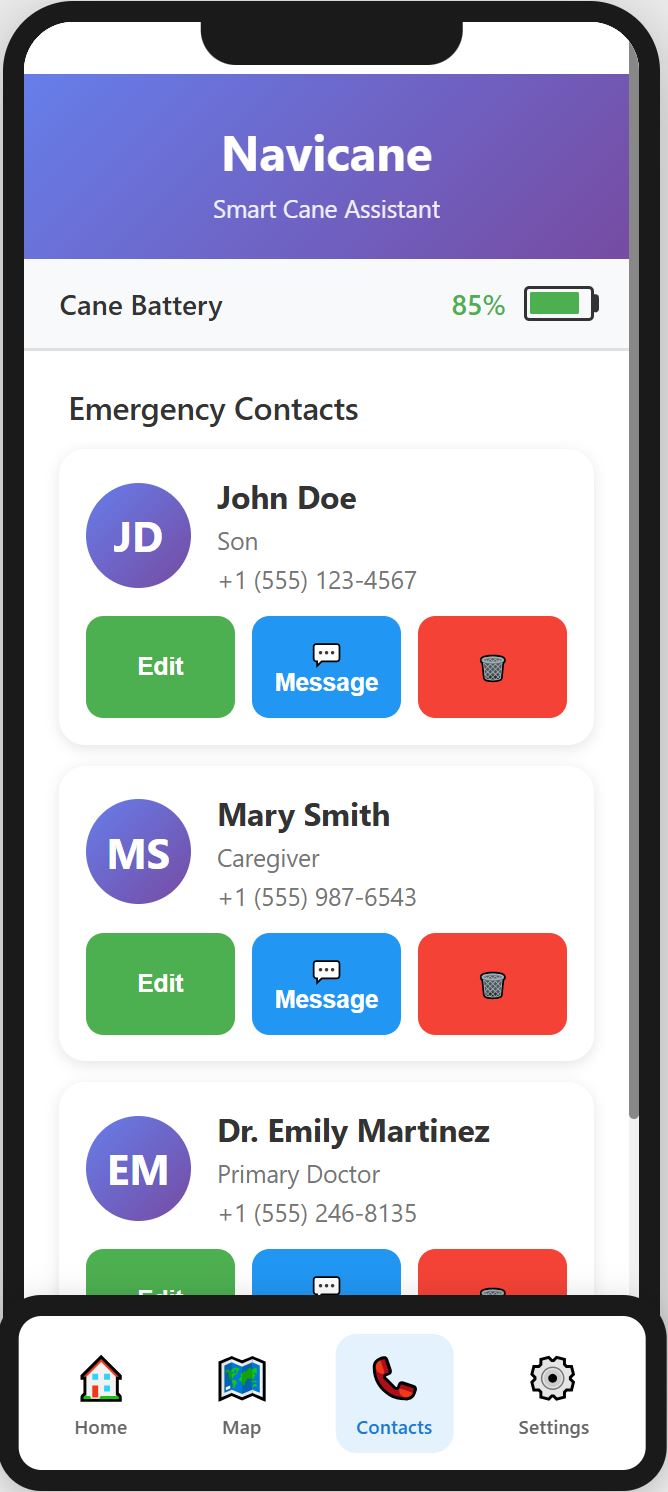 Navicane
Smart Cane Assistant
Cane Battery 85%
Emergency Contacts
JD
John Doe
Son
+1 (555) 123-4567
Edit
Message
MS
Mary Smith
Caregiver
+1 (555) 987-6543
Edit
Message
EM
Dr. Emily Martinez
Primary Doctor
+1 (555) 246-8135
Edit
Home
Map
Contacts
Settings